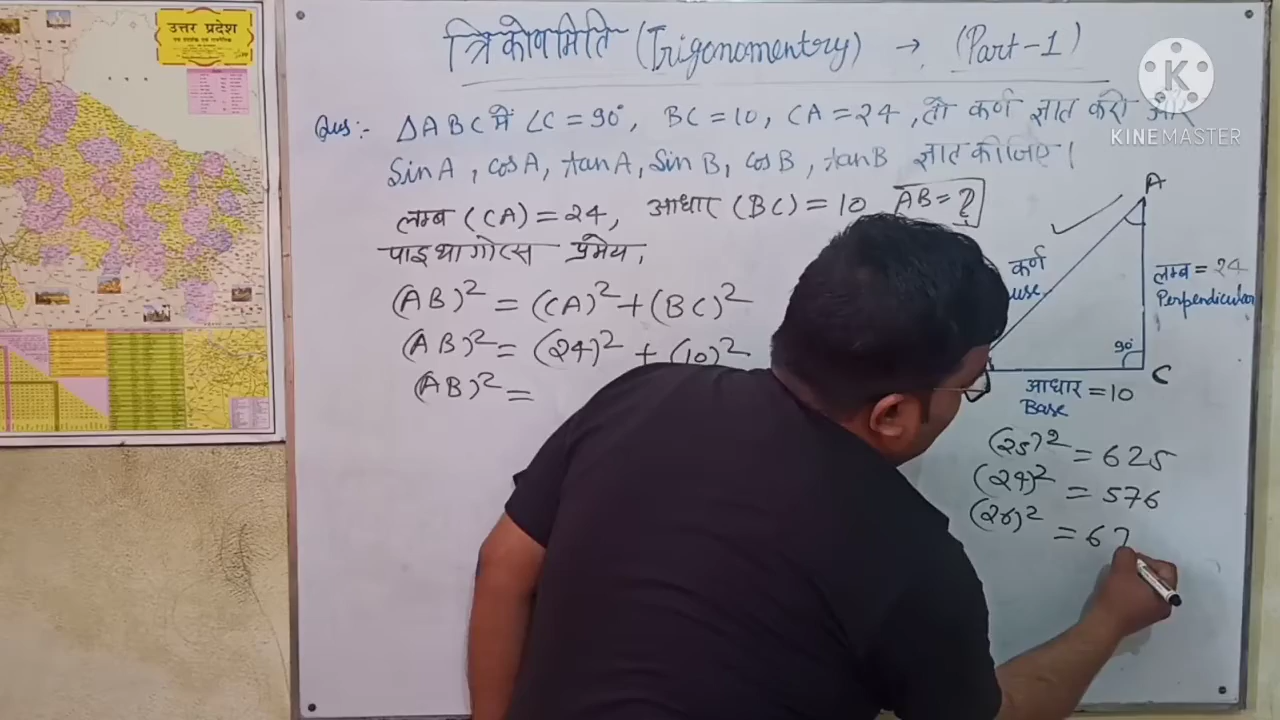 उत्तर प्रदेश
त्रिकोणमिति (Trigonomentry) → (Part-1)
Ques:- ΔABC में ∠C = 90°, BC = 10, CA = 24, तो कर्ण ज्ञात करो और
Sin A, cos A, tan A, Sin B, cos B, tan B ज्ञात कीजिए।
लम्ब (CA) = 24, आधार (BC) = 10 AB = ?
पाइथागोरस प्रमेय,
(AB)² = (CA)² + (BC)²
(AB)² = (24)² + (10)²
(AB)² =
A
कर्ण
use
लम्ब = 24
Perpendicular
90°
C
आधार = 10
Base
(25)² = 625
(24)² = 576
(26)² = 67
K
KINEMASTER